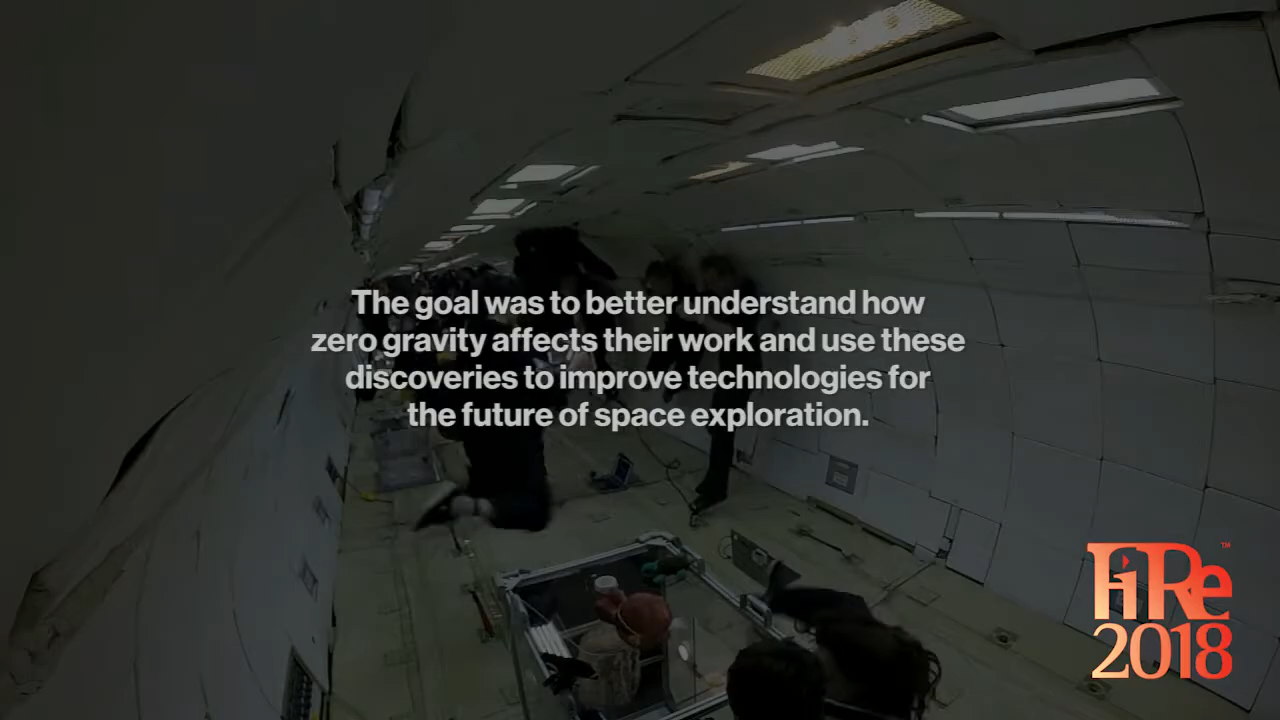 The goal was to better understand how
zero gravity affects their work and use these
discoveries to improve technologies for
the future of space exploration.
FiRe™
2018